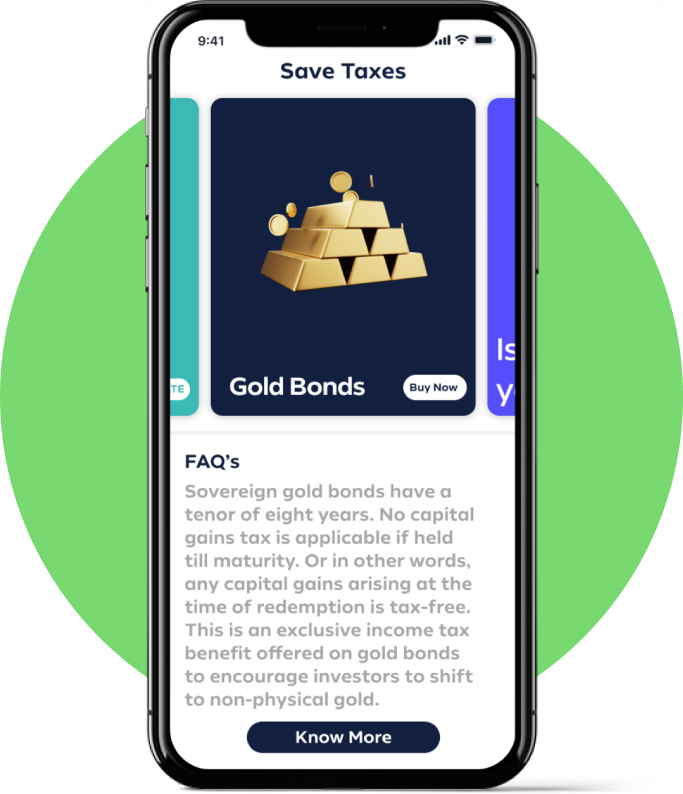 9:41
Save Taxes
Gold Bonds
Buy Now
FAQ’s
Sovereign gold bonds have a
tenor of eight years. No capital
gains tax is applicable if held
till maturity. Or in other words,
any capital gains arising at the
time of redemption is tax-free.
This is an exclusive income tax
benefit offered on gold bonds
to encourage investors to shift
to non-physical gold.
Know More